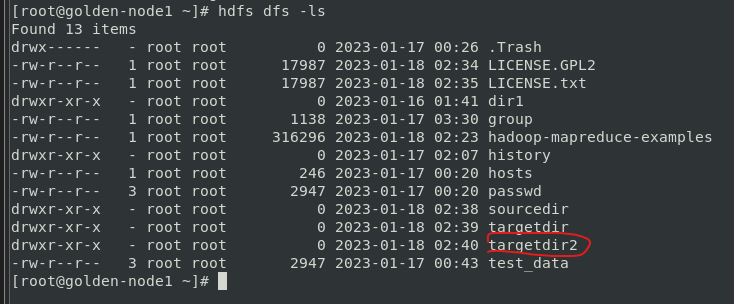 [root@golden-node1 ~]# hdfs dfs -ls
Found 13 items
drwx------ - root root 0 2023-01-17 00:26 .Trash
-rw-r--r-- 1 root root 17987 2023-01-18 02:34 LICENSE.GPL2
-rw-r--r-- 1 root root 17987 2023-01-18 02:35 LICENSE.txt
drwxr-xr-x - root root 0 2023-01-16 01:41 dir1
-rw-r--r-- 1 root root 1138 2023-01-17 03:30 group
-rw-r--r-- 1 root root 316296 2023-01-18 02:23 hadoop-mapreduce-examples
drwxr-xr-x - root root 0 2023-01-17 02:07 history
-rw-r--r-- 1 root root 246 2023-01-17 00:20 hosts
-rw-r--r-- 3 root root 2947 2023-01-17 00:20 passwd
drwxr-xr-x - root root 0 2023-01-18 02:38 sourcedir
drwxr-xr-x - root root 0 2023-01-18 02:39 targetdir
drwxr-xr-x - root root 0 2023-01-18 02:40 targetdir2
-rw-r--r-- 3 root root 2947 2023-01-17 00:43 test_data
[root@golden-node1 ~]#